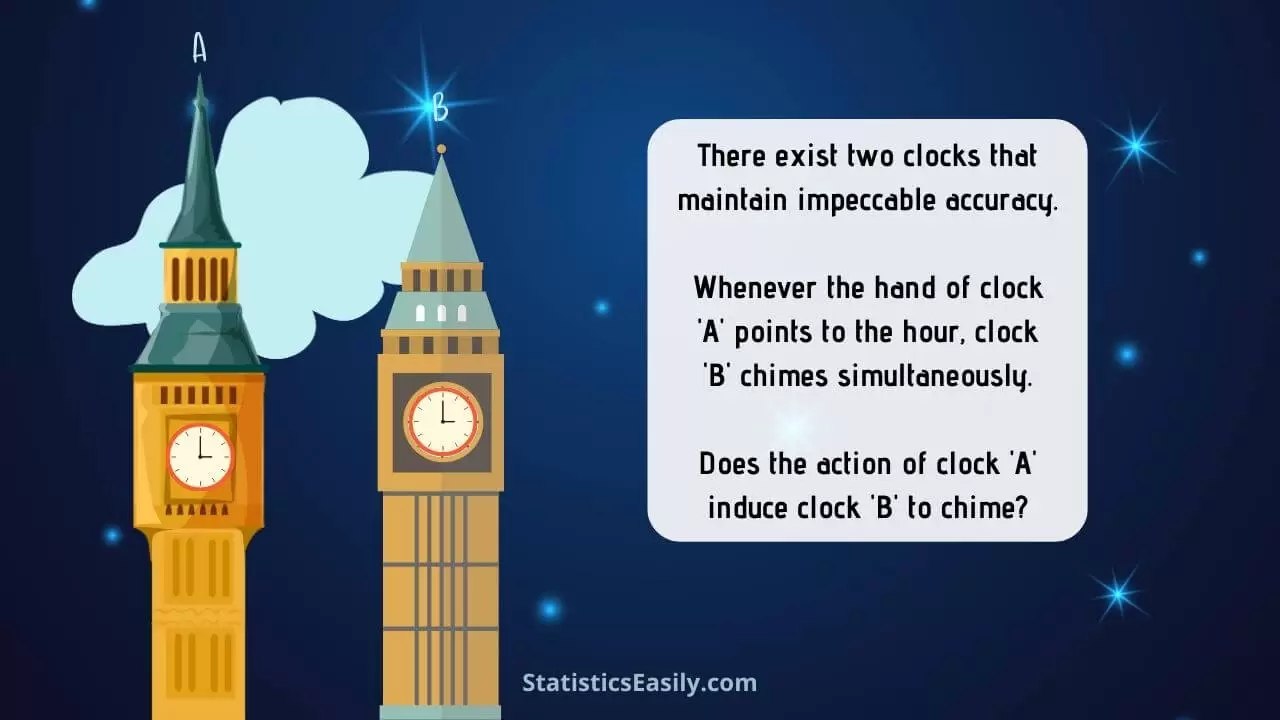 A
B
There exist two clocks that
maintain impeccable accuracy.
Whenever the hand of clock
'A' points to the hour, clock
'B' chimes simultaneously.
Does the action of clock 'A'
induce clock 'B' to chime?
StatisticsEasily.com